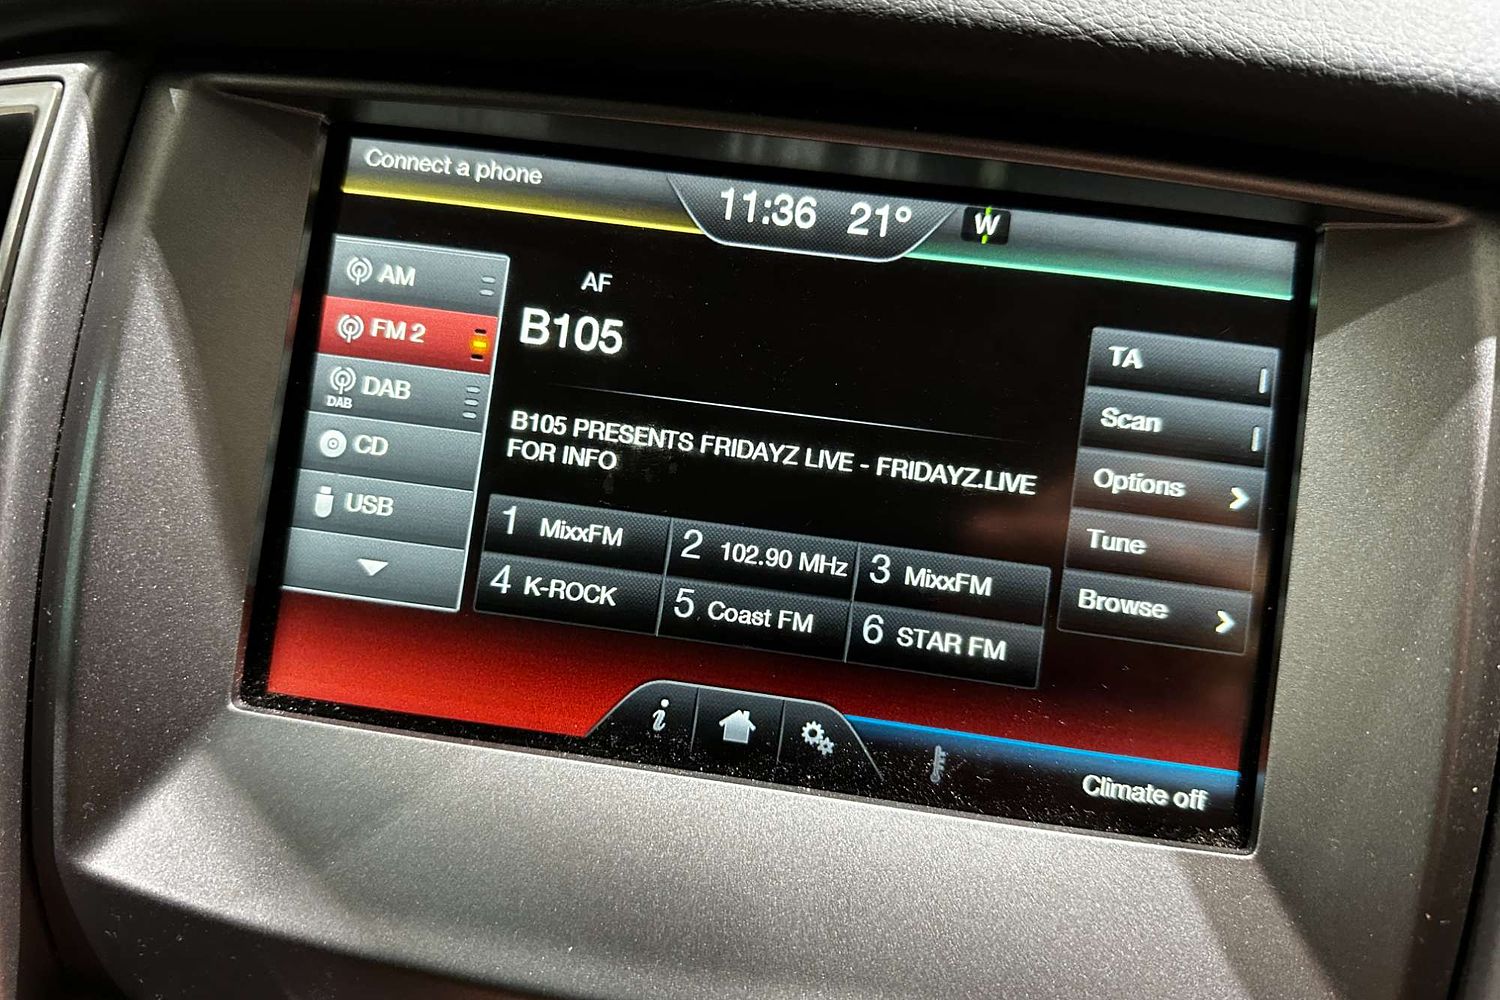 Connect a phone
11:36 21° W
AM
FM 2
DAB
DAB
CD
USB
AF
B105
B105 PRESENTS FRIDAYZ LIVE - FRIDAYZ.LIVE
FOR INFO
1 MixxFM
2 102.90 MHz
3 MixxFM
4 K-ROCK
5 Coast FM
6 STAR FM
TA
Scan
Options
Tune
Browse
i
Climate off